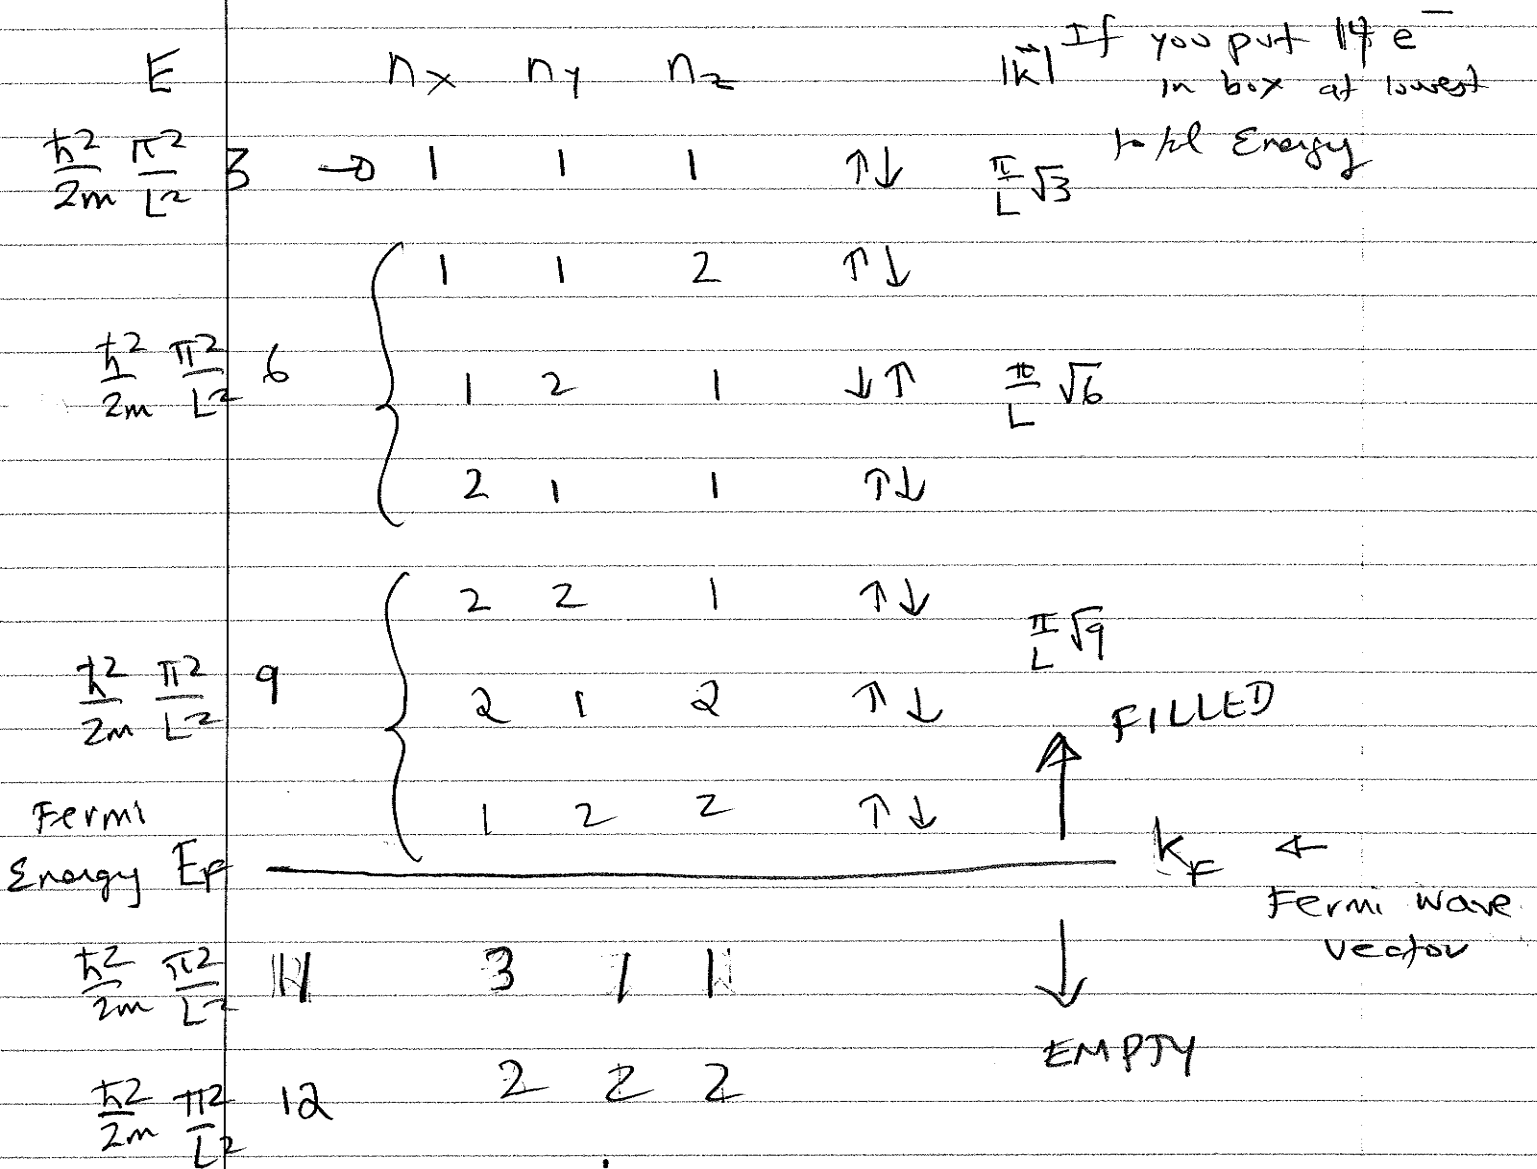 E nx ny nz |k⃗| If you put 14 e⁻
in box at lowest
total Energy
ħ²/2m π²/L² 3 → 1 1 1 ↑↓ π/L √3
1 1 2 ↑↓
ħ²/2m π²/L² 6 1 2 1 ↓↑ π/L √6
2 1 1 ↑↓
2 2 1 ↑↓ π/L √9
ħ²/2m π²/L² 9 2 1 2 ↑↓ FILLED
1 2 2 ↑↓
Fermi
Energy EF kF ←
Fermi wave
vector
ħ²/2m π²/L² 11 3 1 1
EMPTY
ħ²/2m π²/L² 12 2 2 2